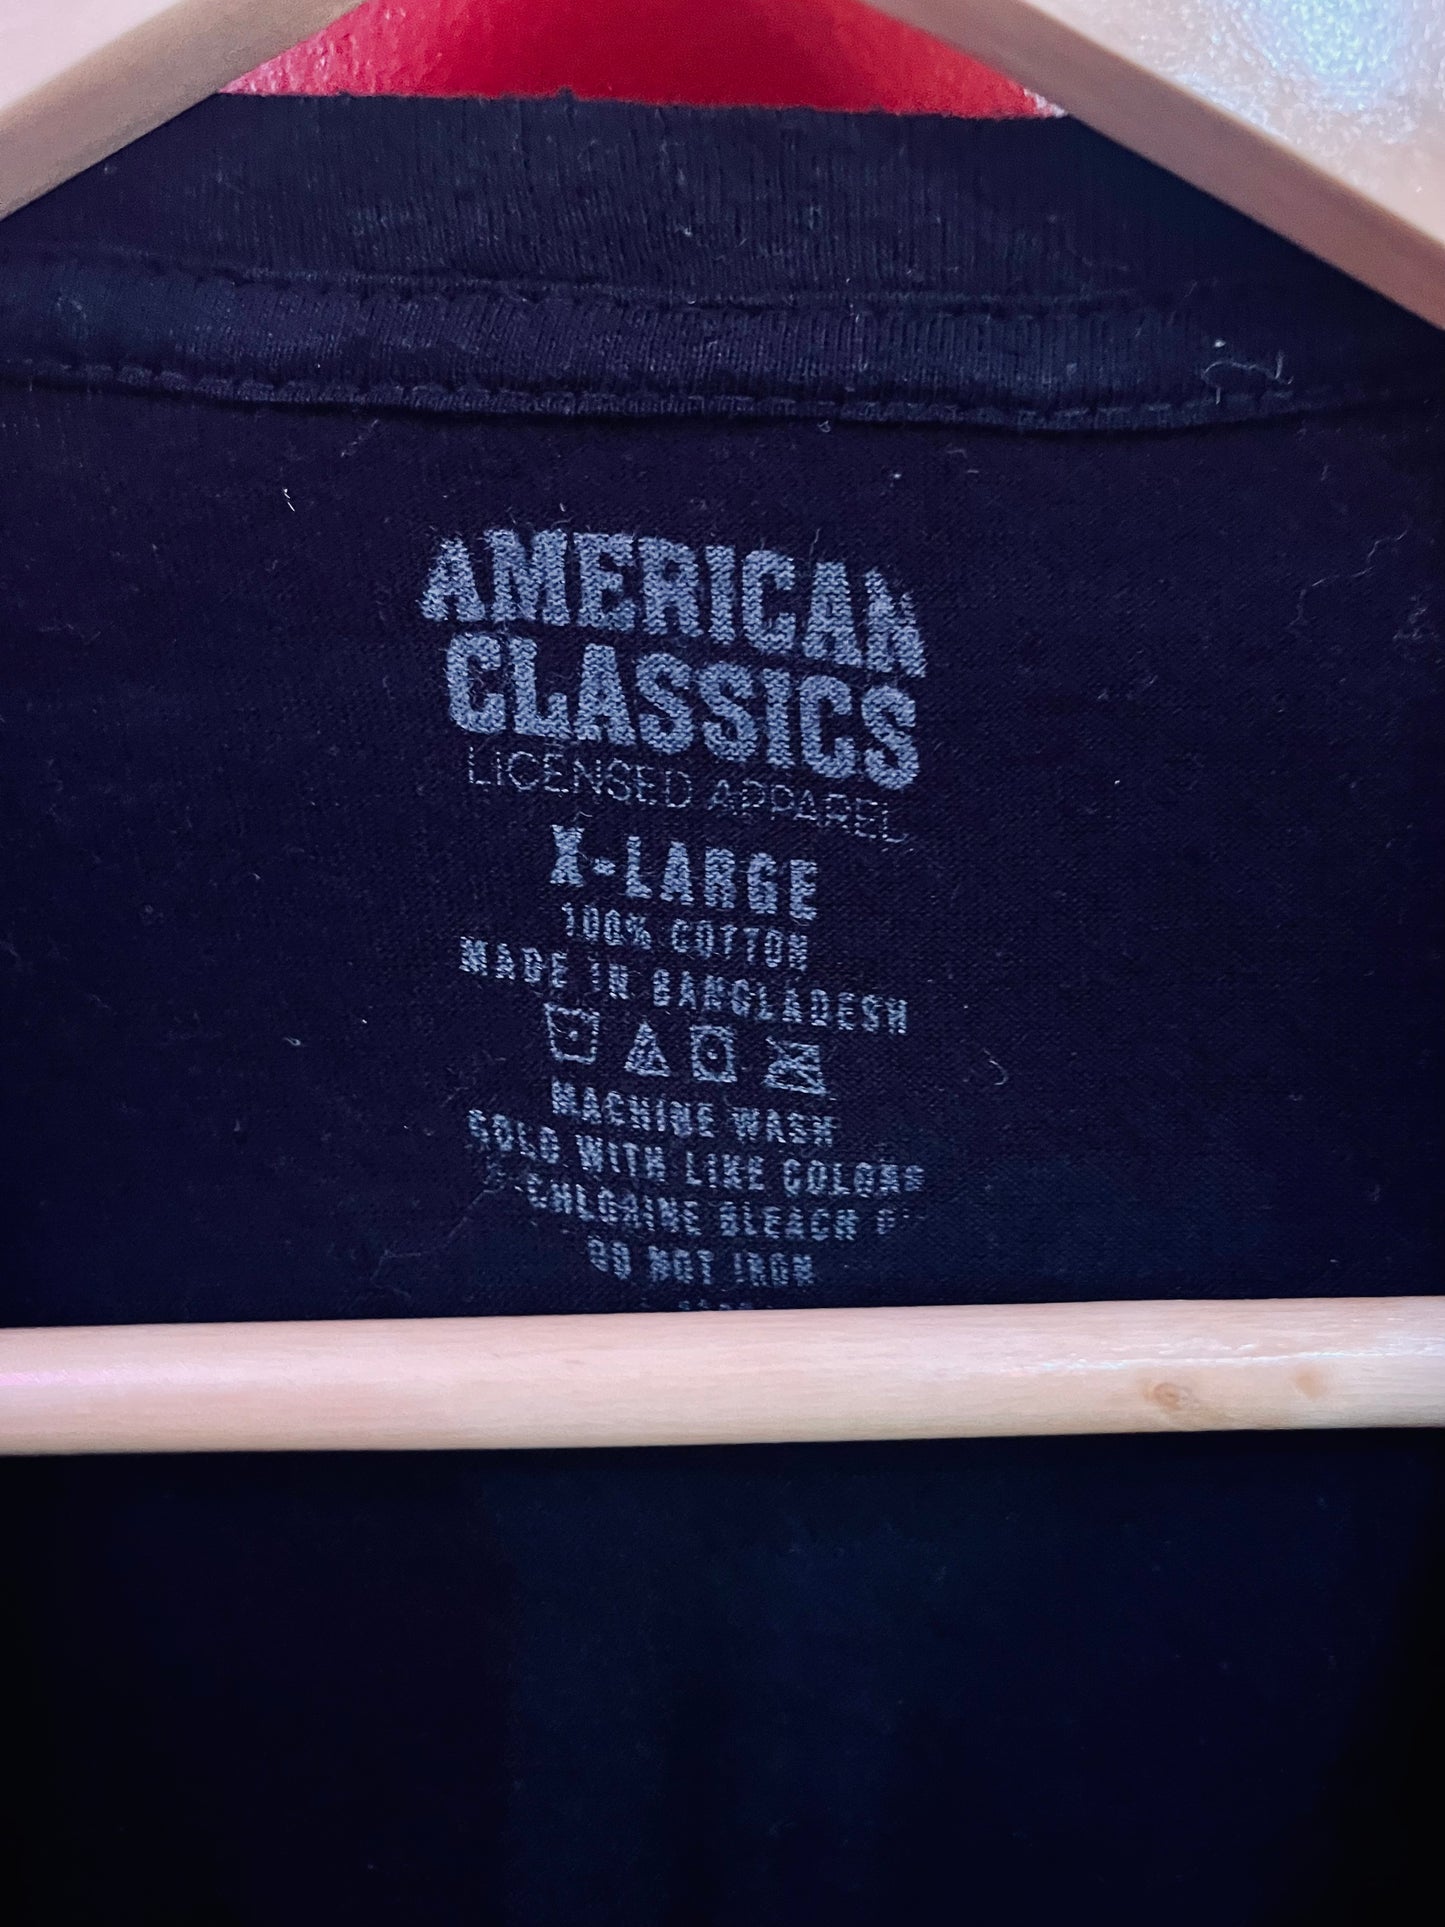 AMERICAN
CLASSICS
LICENSED APPAREL
X-LARGE
100% COTTON
MADE IN BANGLADESH
MACHINE WASH
COLD WITH LIKE COLORS
CHLORINE BLEACH
DO NOT IRON